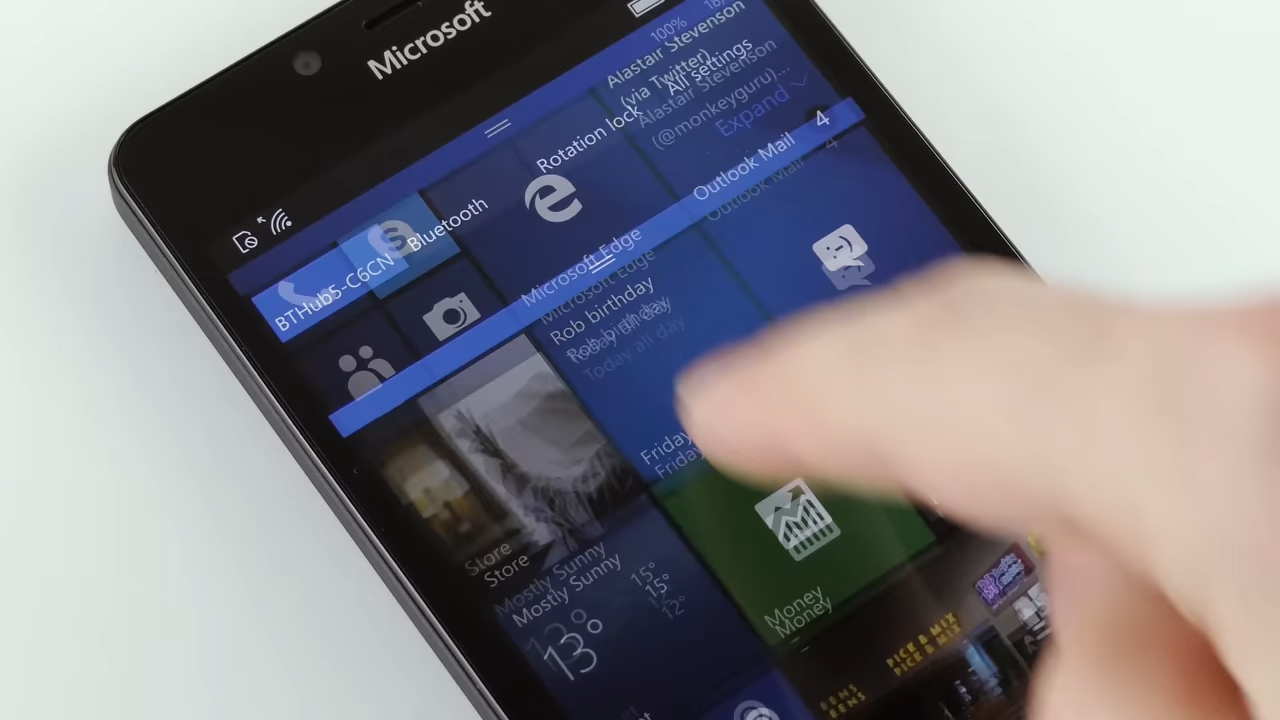 Microsoft
100%
Alastair Stevenson
(via Twitter)
All settings
Alastair Stevenson
(@monkeyguru)...
Expand
Rotation lock
Bluetooth
BTHub5-C6CN
Outlook Mail 4
Outlook Mail 4
Microsoft Edge
Microsoft Edge
Rob birthday
Rob birthday
Today all day
Today all day
Friday
Friday
Store
Store
Mostly Sunny
Mostly Sunny
15°
15°
12°
13°
13°
Money
Money
PICK & MIX
PICK & MIX